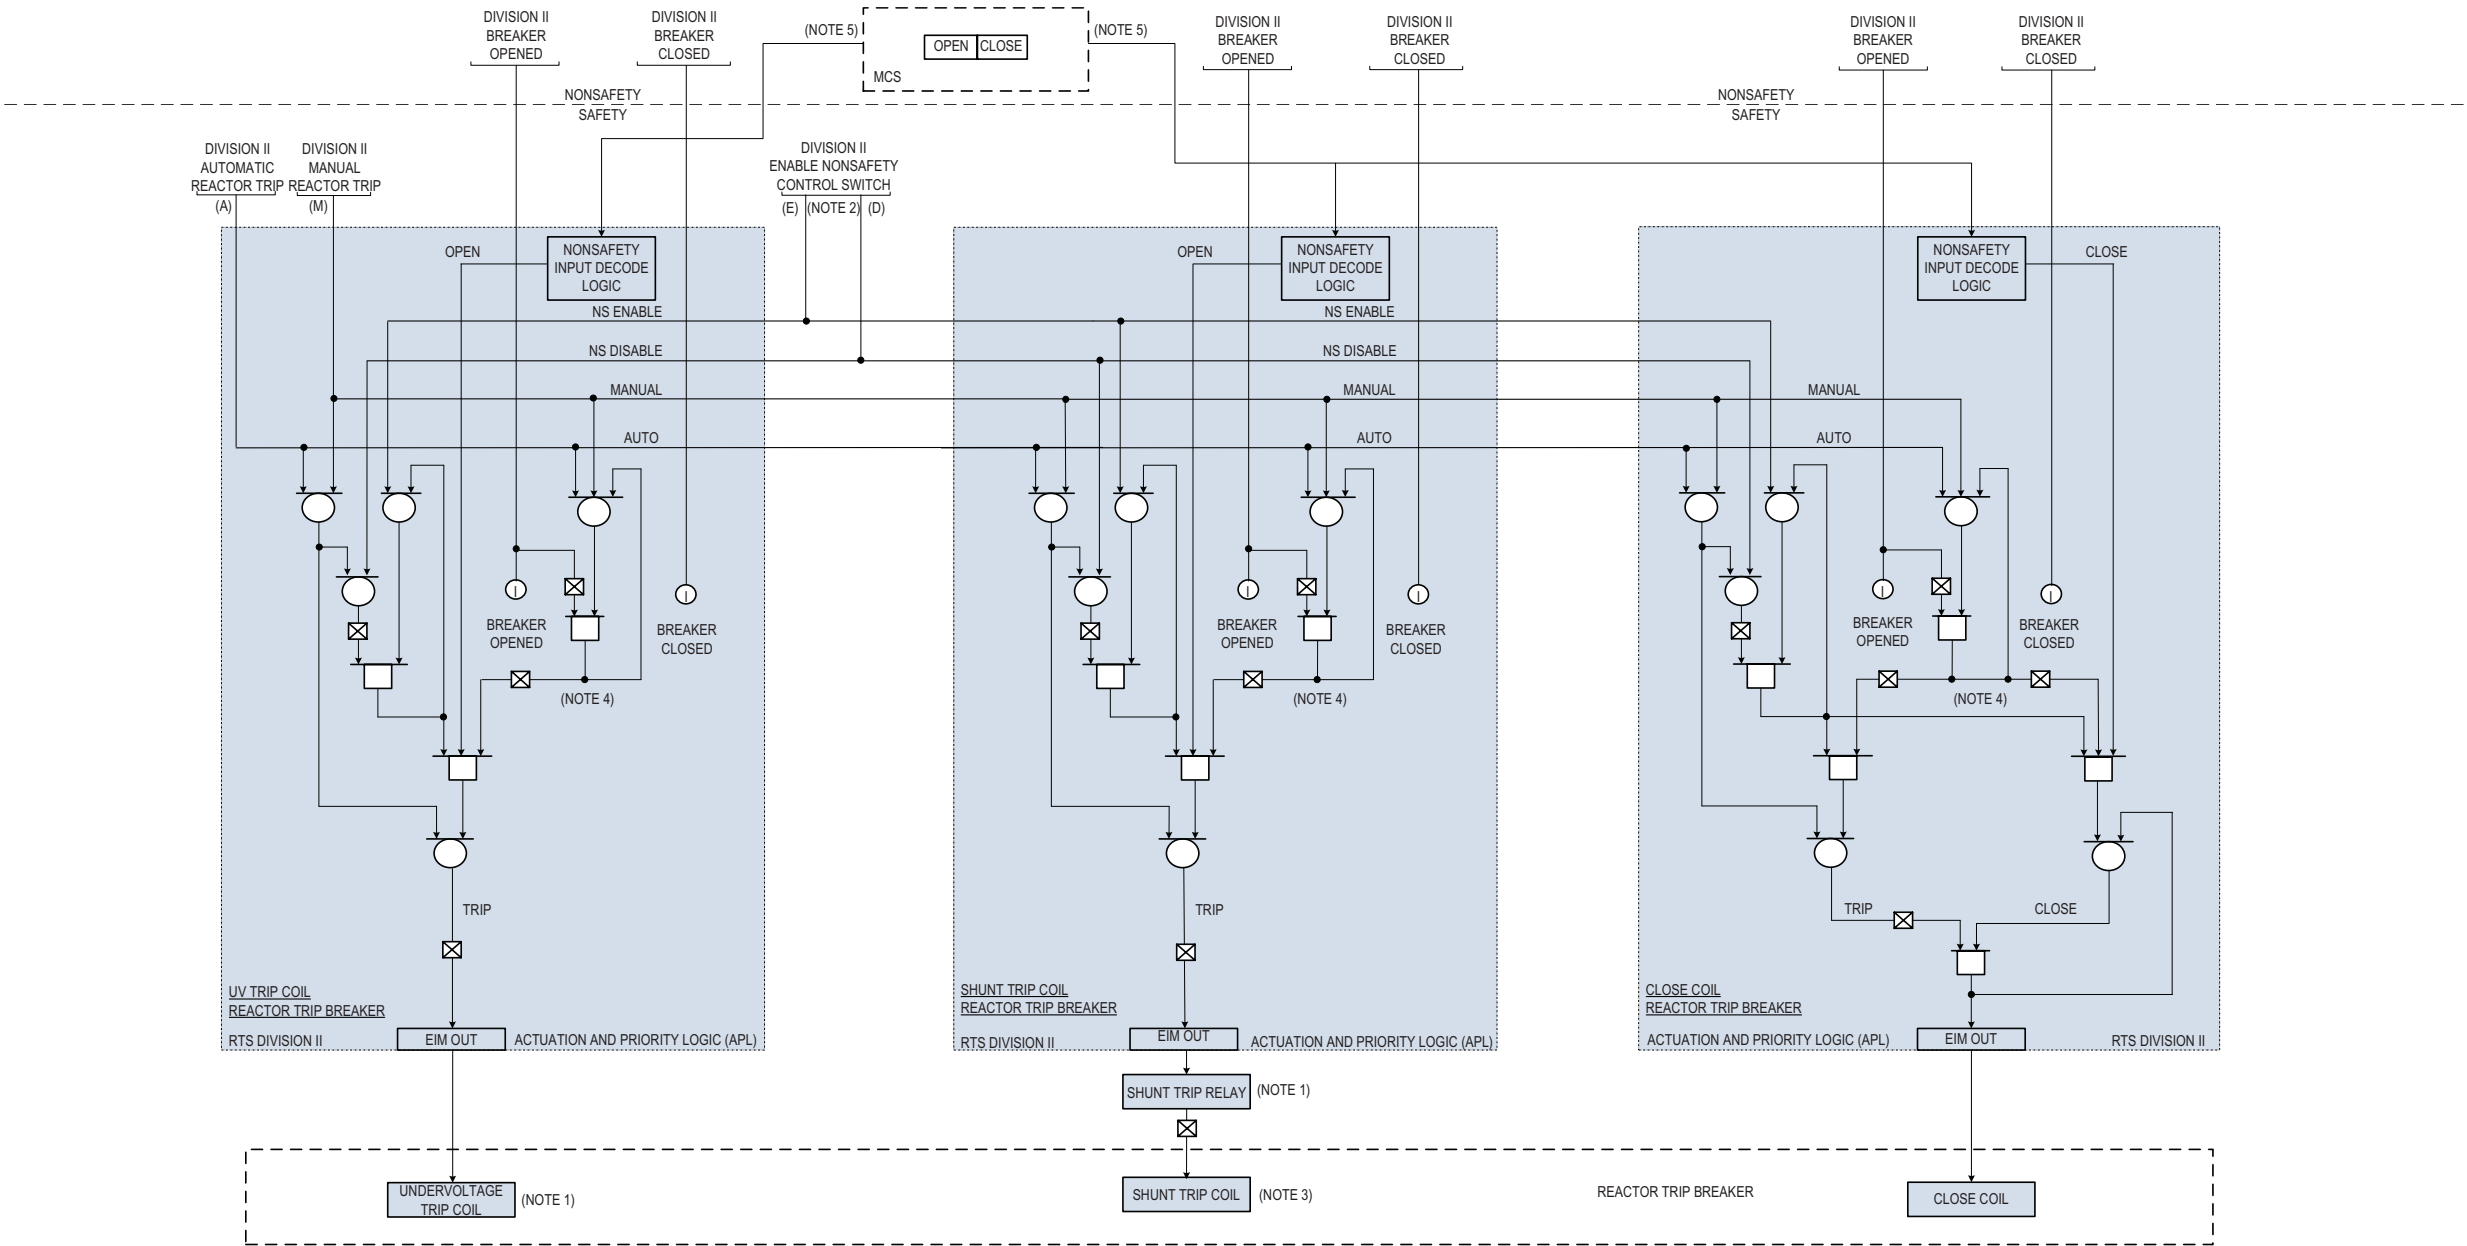 DIVISION II
BREAKER
OPENED
DIVISION II
BREAKER
CLOSED
(NOTE 5)
OPEN
CLOSE
MCS
(NOTE 5)
DIVISION II
BREAKER
OPENED
DIVISION II
BREAKER
CLOSED
DIVISION II
BREAKER
OPENED
DIVISION II
BREAKER
CLOSED
NONSAFETY
SAFETY
NONSAFETY
SAFETY
DIVISION II
AUTOMATIC
REACTOR TRIP
(A)
DIVISION II
MANUAL
REACTOR TRIP
(M)
DIVISION II
ENABLE NONSAFETY
CONTROL SWITCH
(E) (NOTE 2) (D)
OPEN
NONSAFETY
INPUT DECODE
LOGIC
NS ENABLE
NS DISABLE
MANUAL
AUTO
I
BREAKER
OPENED
I
BREAKER
CLOSED
(NOTE 4)
TRIP
UV TRIP COIL
REACTOR TRIP BREAKER
RTS DIVISION II
EIM OUT
ACTUATION AND PRIORITY LOGIC (APL)
OPEN
NONSAFETY
INPUT DECODE
LOGIC
NS ENABLE
NS DISABLE
MANUAL
AUTO
I
BREAKER
OPENED
I
BREAKER
CLOSED
(NOTE 4)
TRIP
SHUNT TRIP COIL
REACTOR TRIP BREAKER
RTS DIVISION II
EIM OUT
ACTUATION AND PRIORITY LOGIC (APL)
NONSAFETY
INPUT DECODE
LOGIC
CLOSE
MANUAL
AUTO
I
BREAKER
OPENED
I
BREAKER
CLOSED
(NOTE 4)
TRIP
CLOSE
CLOSE COIL
REACTOR TRIP BREAKER
ACTUATION AND PRIORITY LOGIC (APL)
EIM OUT
RTS DIVISION II
SHUNT TRIP RELAY
(NOTE 1)
UNDERVOLTAGE
TRIP COIL
(NOTE 1)
SHUNT TRIP COIL
(NOTE 3)
REACTOR TRIP BREAKER
CLOSE COIL